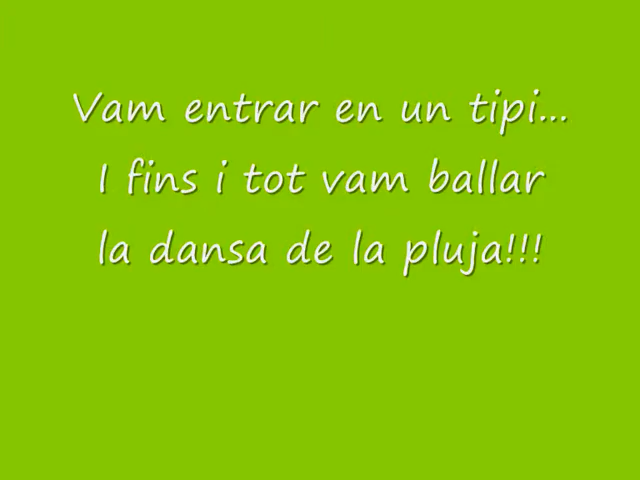 Vam entrar en un tipi...
I fins i tot vam ballar
la dansa de la pluja!!!